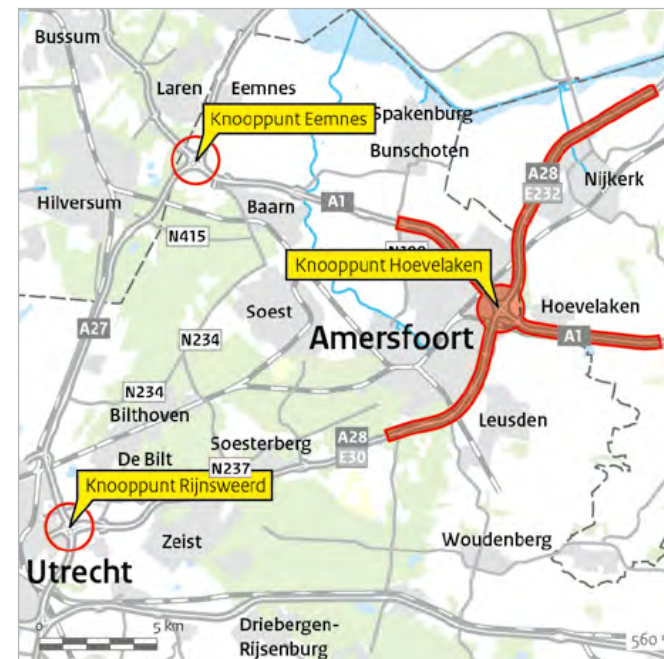 Bussum
Laren
Eemnes
Knooppunt Eemnes
Spakenburg
Bunschoten
A28
E232
Nijkerk
Hilversum
Baarn
A1
N415
Knooppunt Hoevelaken
Soest
Hoevelaken
A27
Amersfoort
A1
N234
N234
Bilthoven
Leusden
Soesterberg
A28
E30
De Bilt
N237
Knooppunt Rijnsweerd
Zeist
Woudenberg
Utrecht
0
5 km
Driebergen-
Rijsenburg
560